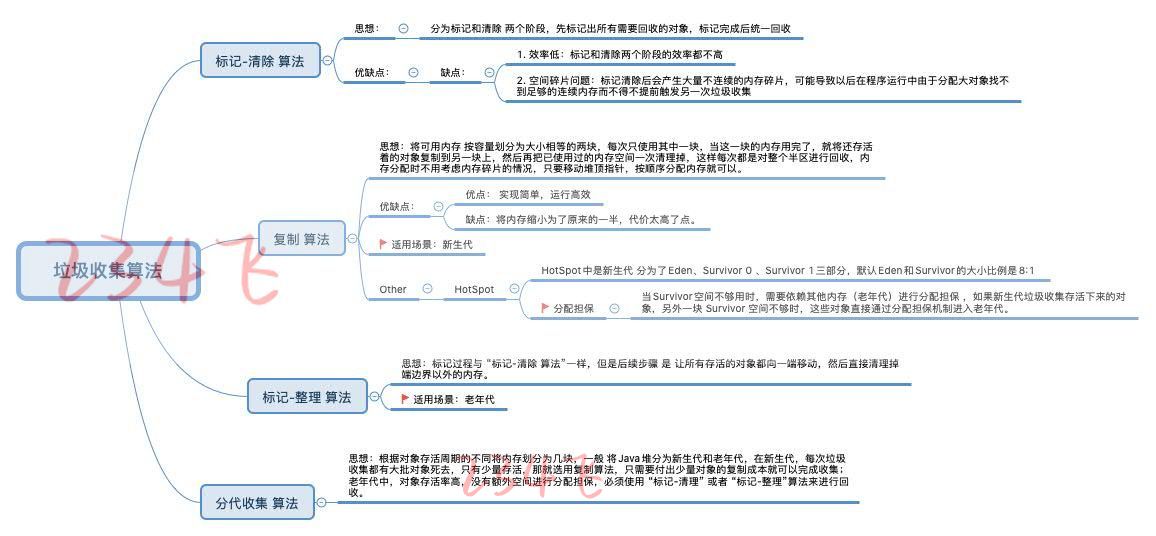 垃圾收集算法
标记-清除 算法
思想：
分为标记和清除 两个阶段，先标记出所有需要回收的对象，标记完成后统一回收
优缺点：
缺点：
1. 效率低：标记和清除两个阶段的效率都不高
2. 空间碎片问题：标记清除后会产生大量不连续的内存碎片，可能导致以后在程序运行中由于分配大对象找不
到足够的连续内存而不得不提前触发另一次垃圾收集
复制 算法
思想：将可用内存 按容量划分为大小相等的两块，每次只使用其中一块，当这一块的内存用完了，就将还存活
着的对象复制到另一块上，然后再把已使用过的内存空间一次清理掉，这样每次都是对整个半区进行回收，内
存分配时不用考虑内存碎片的情况，只要移动堆顶指针，按顺序分配内存就可以。
优缺点：
优点： 实现简单，运行高效
缺点：将内存缩小为了原来的一半，代价太高了点。
适用场景：新生代
Other
HotSpot
HotSpot中是新生代 分为了Eden、Survivor 0 、Survivor 1三部分，默认Eden和Survivor的大小比例是8:1
分配担保
当Survivor空间不够用时，需要依赖其他内存（老年代）进行分配担保 ，如果新生代垃圾收集存活下来的对
象，另外一块 Survivor 空间不够时，这些对象直接通过分配担保机制进入老年代。
标记-整理 算法
思想：标记过程与 “标记-清除 算法”一样，但是后续步骤 是 让所有存活的对象都向一端移动，然后直接清理掉
端边界以外的内存。
适用场景：老年代
分代收集 算法
思想：根据对象存活周期的不同将内存划分为几块，一般 将Java堆分为新生代和老年代，在新生代，每次垃圾
收集都有大批对象死去，只有少量存活，那就选用复制算法，只需要付出少量对象的复制成本就可以完成收集；
老年代中，对象存活率高，没有额外空间进行分配担保，必须使用 “标记-清理” 或者 “标记-整理”算法来进行回
收。
234飞
234飞